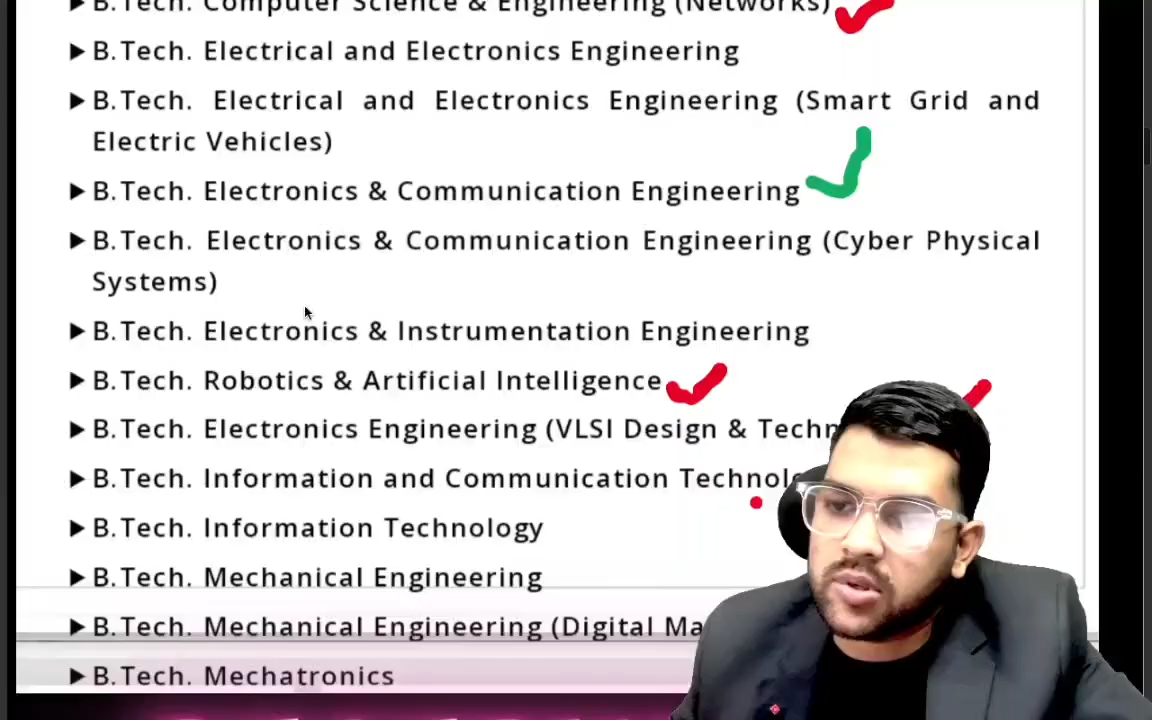 ▶B.Tech. Computer Science & Engineering (Networks)
▶B.Tech. Electrical and Electronics Engineering
▶B.Tech. Electrical and Electronics Engineering (Smart Grid and
Electric Vehicles)
▶B.Tech. Electronics & Communication Engineering
▶B.Tech. Electronics & Communication Engineering (Cyber Physical
Systems)
▶B.Tech. Electronics & Instrumentation Engineering
▶B.Tech. Robotics & Artificial Intelligence
▶B.Tech. Electronics Engineering (VLSI Design &
▶B.Tech. Information and Communication
▶B.Tech. Information Technology
▶B.Tech. Mechanical Engineering
▶B.Tech. Mechanical Engineering (Digital
▶B.Tech. Mechatronics